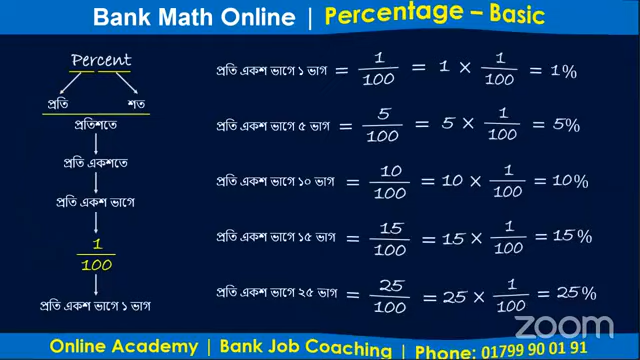 Bank Math Online | Percentage – Basic
Percent
প্রতি শত
প্রতিশতে
প্রতি একশতে
প্রতি একশ ভাগে
1/100
প্রতি একশ ভাগে ১ ভাগ
প্রতি একশ ভাগে ১ ভাগ = 1/100 = 1 × 1/100 = 1%
প্রতি একশ ভাগে ৫ ভাগ = 5/100 = 5 × 1/100 = 5%
প্রতি একশ ভাগে ১০ ভাগ = 10/100 = 10 × 1/100 = 10%
প্রতি একশ ভাগে ১৫ ভাগ = 15/100 = 15 × 1/100 = 15%
প্রতি একশ ভাগে ২৫ ভাগ = 25/100 = 25 × 1/100 = 25%
zoom
Online Academy | Bank Job Coaching | Phone: 01799 90 01 91